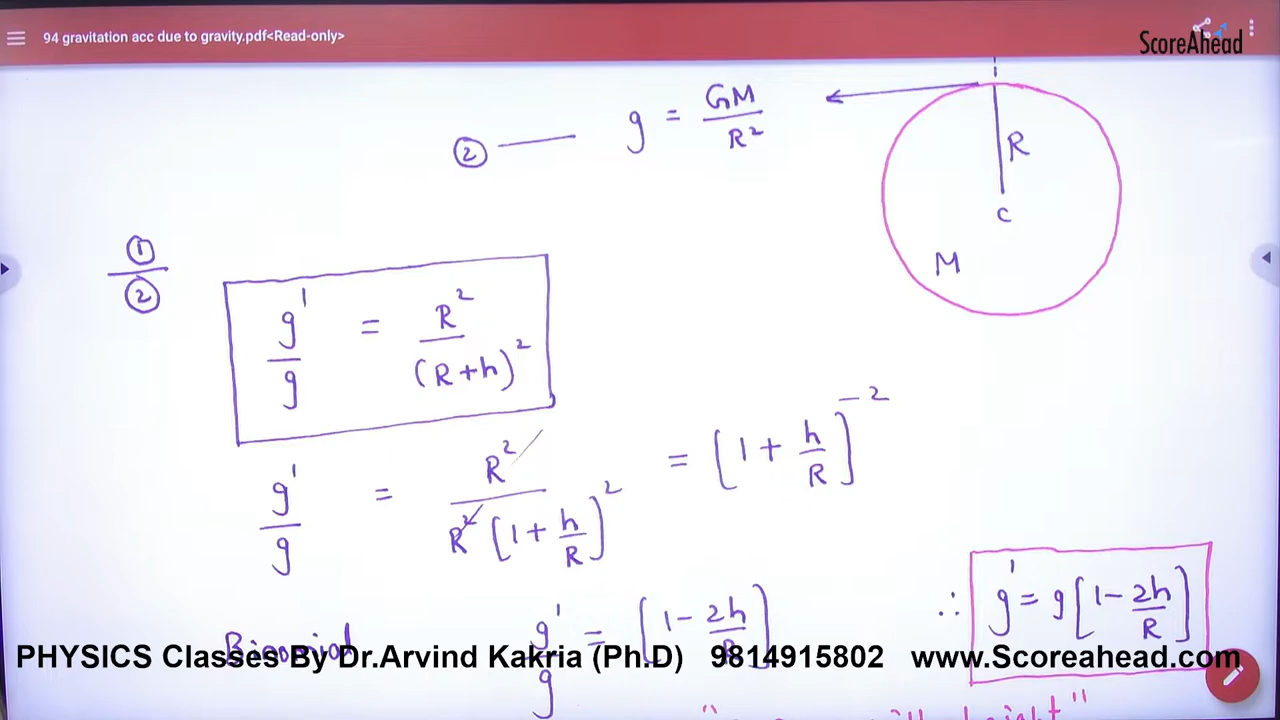 94 gravitation acc due to gravity.pdf<Read-only>
ScoreAhead
② — g = GM / R²
R
C
M
① / ②
g' / g = R² / (R+h)²
g' / g = R² / R² [1 + h/R]² = [1 + h/R]⁻²
Binomial g' / g = [1 - 2h/R]
∴ g' = g [1 - 2h/R]
PHYSICS Classes By Dr.Arvind Kakria (Ph.D) 9814915802 www.Scoreahead.com
height"